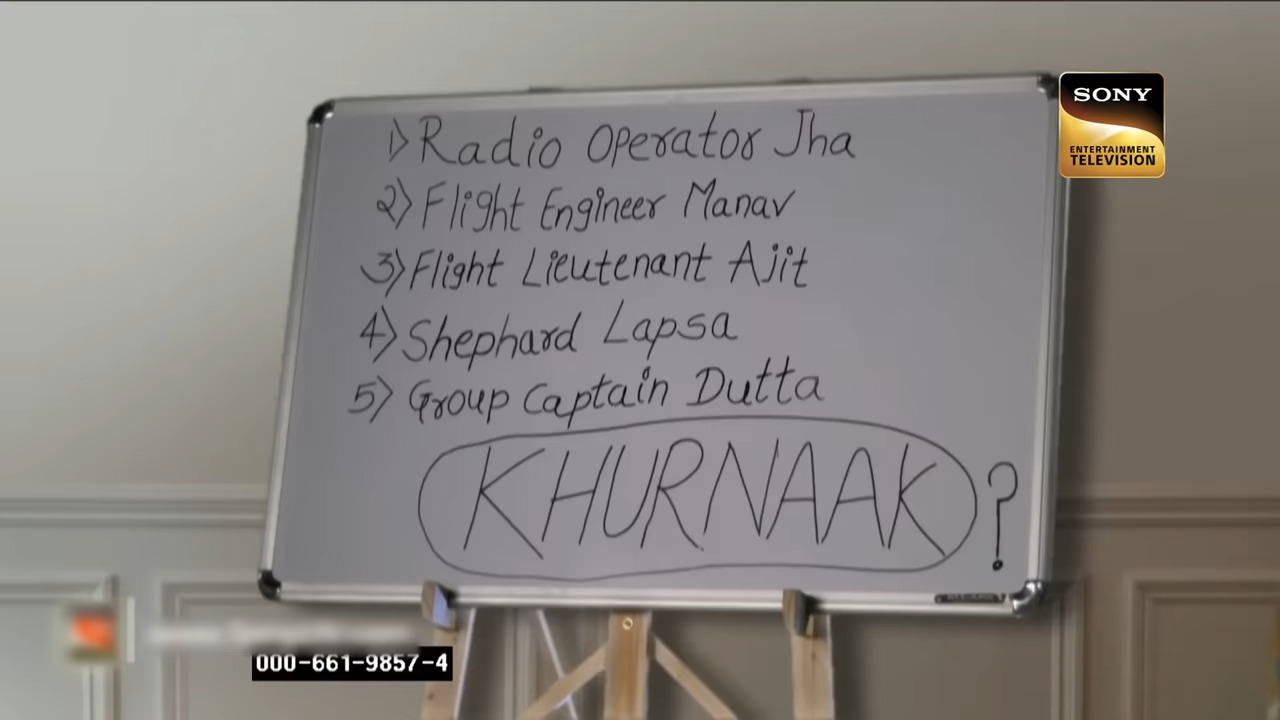 1) Radio Operator Jha
2) Flight Engineer Manav
3) Flight Lieutenant Ajit
4) Shephard Lapsa
5) Group Captain Dutta
KHURNAAK ?
SONY
ENTERTAINMENT
TELEVISION
000-661-9857-4